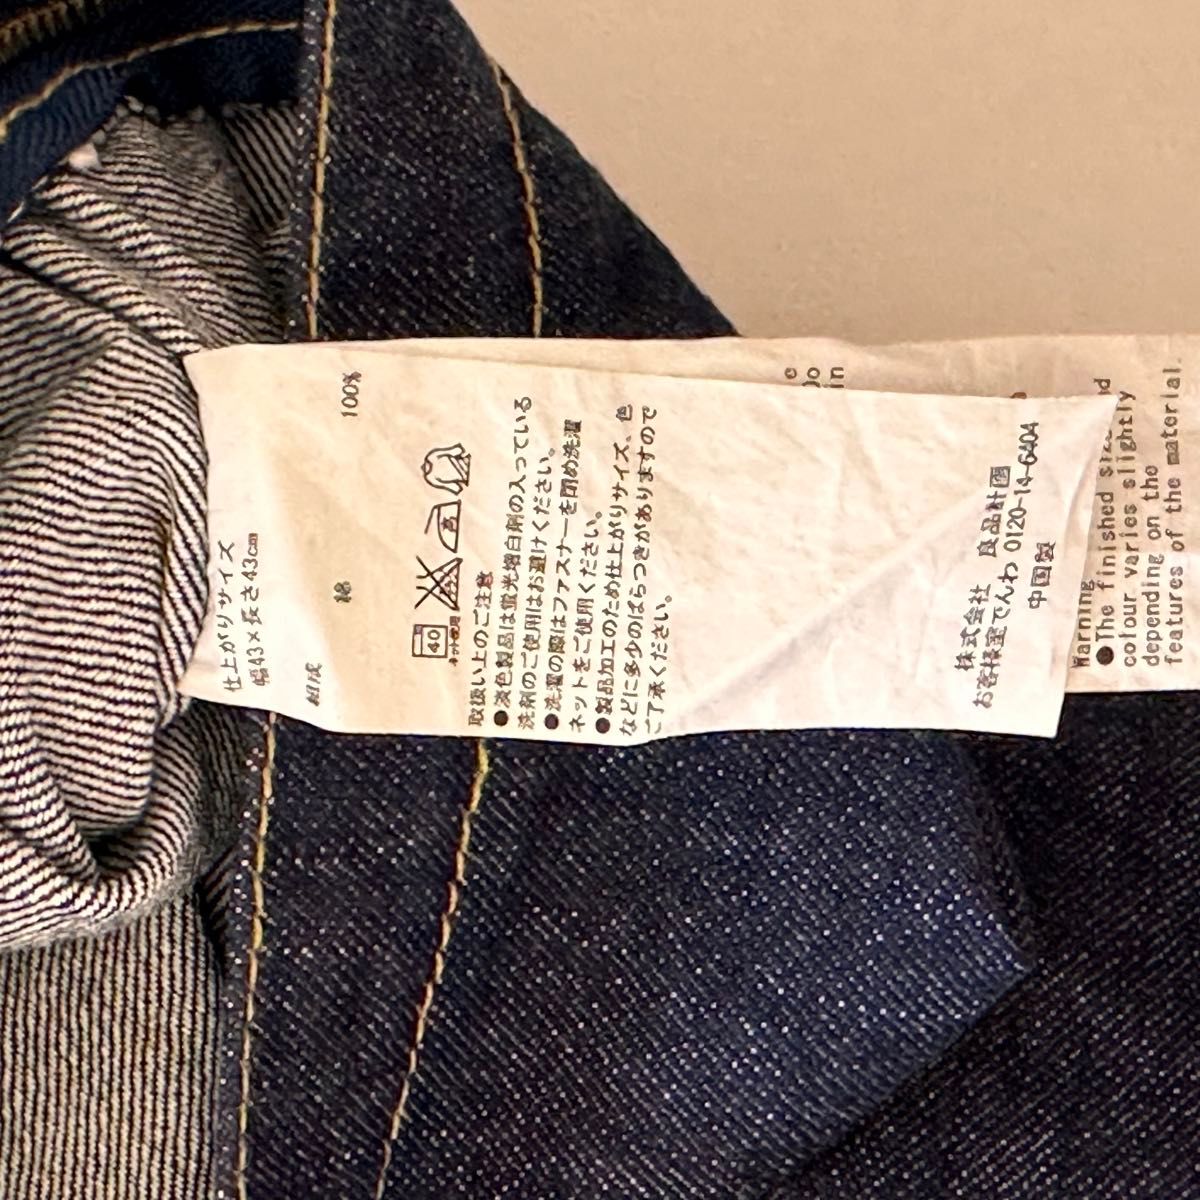 仕上がりサイズ
幅43×長さ43cm
組成
綿 100%
40
ネット使用
取扱い上のご注意
●淡色製品は蛍光増白剤の入っている
洗剤のご使用はお避けください。
●洗濯の際はファスナーを閉め洗濯
ネットをご使用ください。
●製品加工のため仕上がりサイズ、色
などに多少のばらつきがありますので
ご了承ください。
株式会社 良品計画
お客様室でんわ 0120-14-6404
中国製
Warning
●The finished size
colour varies slightly
depending on the
features of the material.